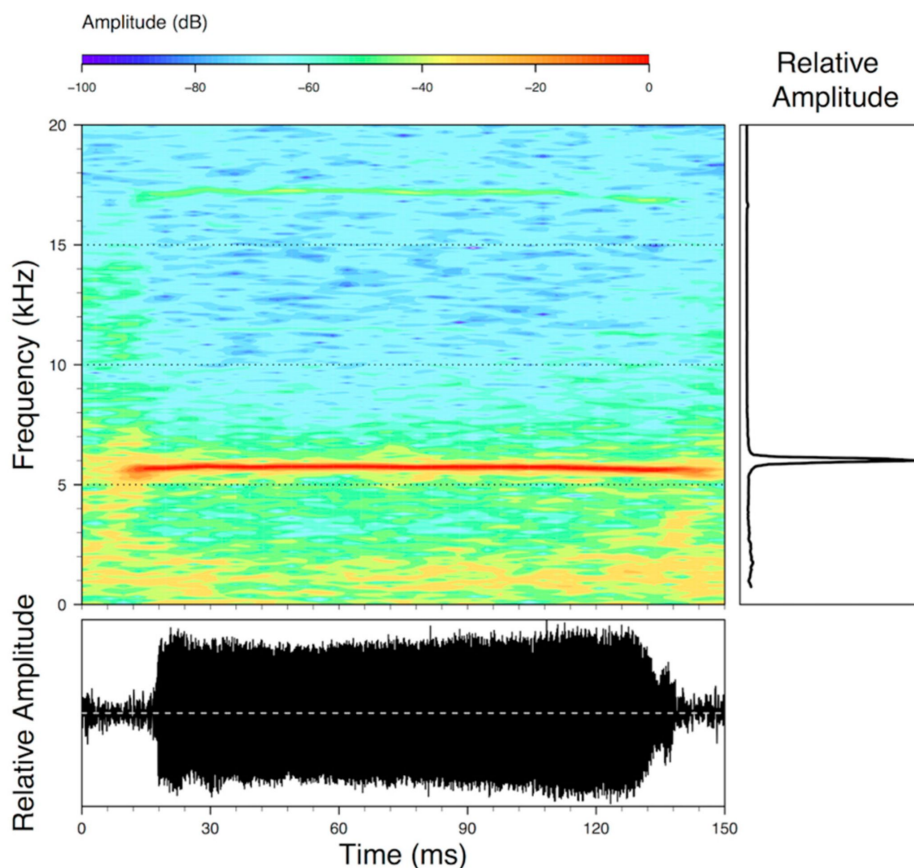 Amplitude (dB)
−100 −80 −60 −40 −20 0
Relative
Amplitude
20
15
10
5
0
Frequency (kHz)
Relative Amplitude
0 30 60 90 120 150
Time (ms)